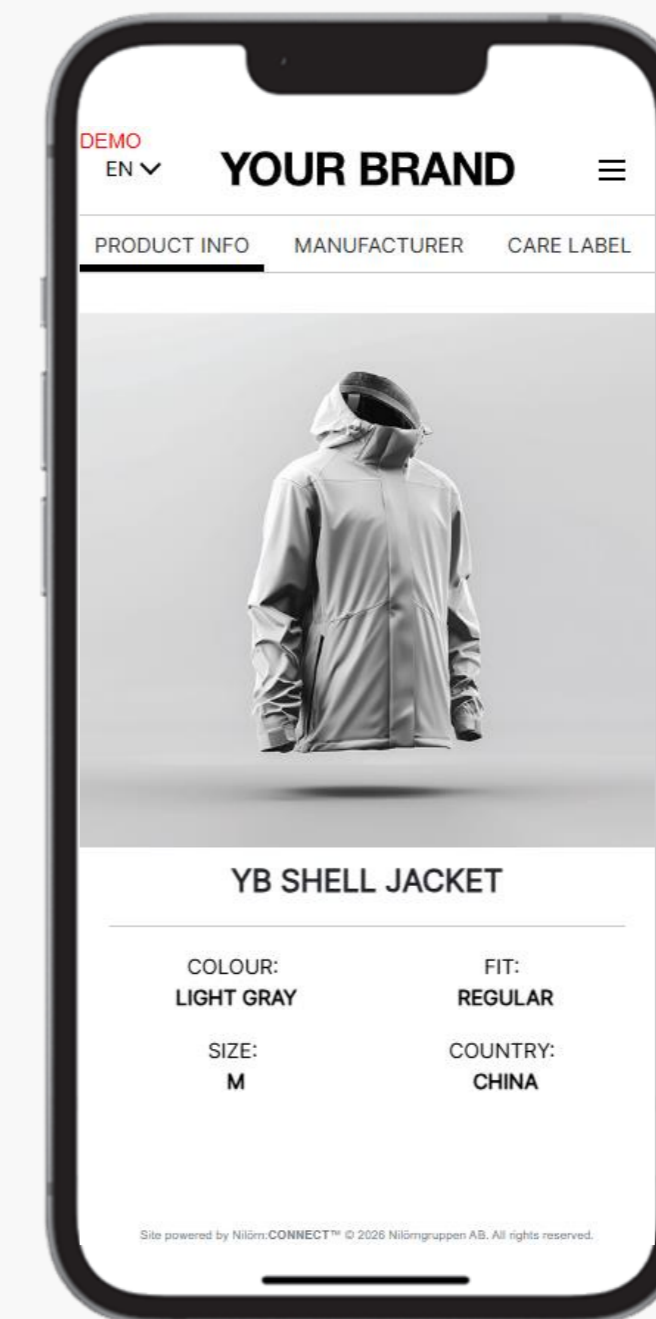 DEMO
EN
YOUR BRAND
PRODUCT INFO MANUFACTURER CARE LABEL
YB SHELL JACKET
COLOUR: FIT:
LIGHT GRAY REGULAR
SIZE: COUNTRY:
M CHINA
Site powered by Nilörn:CONNECT™ © 2026 Nilörngruppen AB. All rights reserved.